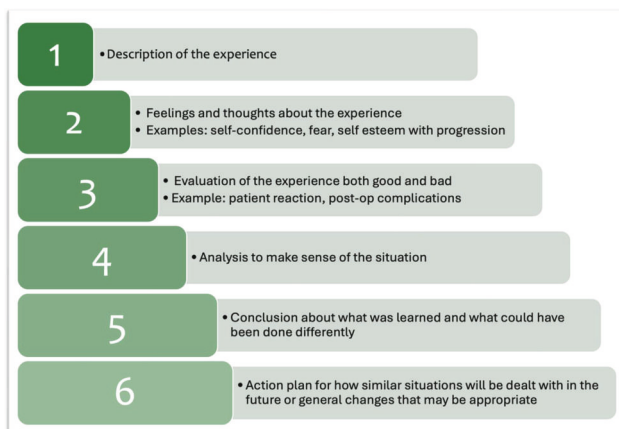 1
• Description of the experience
2
• Feelings and thoughts about the experience
• Examples: self-confidence, fear, self esteem with progression
3
• Evaluation of the experience both good and bad
• Example: patient reaction, post-op complications
4
• Analysis to make sense of the situation
5
• Conclusion about what was learned and what could have
been done differently
6
• Action plan for how similar situations will be dealt with in the
future or general changes that may be appropriate